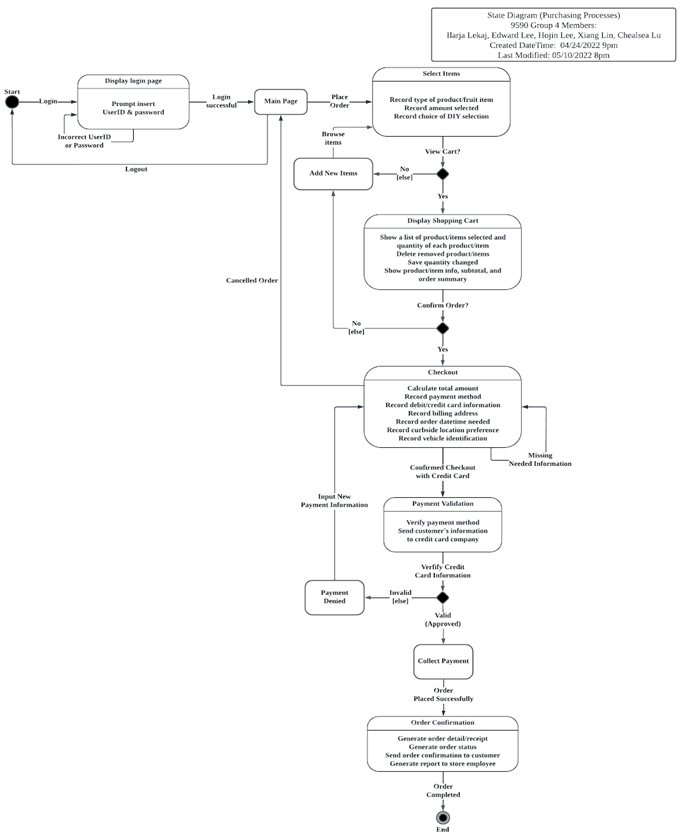 State Diagram (Purchasing Processes)
9590 Group 4 Members:
Ilarja Lekaj, Edward Lee, Hojin Lee, Xiang Lin, Chealsea Lu
Created DateTime:  04/24/2022 9pm
Last Modified: 05/10/2022 8pm
Start
Login
Display login page
Prompt insert
UserID & password
Incorrect UserID
or Password
Login
successful
Main Page
Logout
Place
Order
Select Items
Record type of product/fruit item
Record amount selected
Record choice of DIY selection
Browse
items
View Cart?
Add New Items
No
[else]
Yes
Display Shopping Cart
Show a list of product/items selected and
quantity of each product/item
Delete removed product/items
Save quantity changed
Show product/item info, subtotal, and
order summary
Cancelled Order
Confirm Order?
No
[else]
Yes
Checkout
Calculate total amount
Record payment method
Record debit/credit card information
Record billing address
Record order datetime needed
Record curbside location preference
Record vehicle identification
Missing
Needed Information
Confirmed Checkout
with Credit Card
Input New
Payment Information
Payment Validation
Verify payment method
Send customer's information
to credit card company
Verfify Credit
Card Information
Payment
Denied
Invalid
[else]
Valid
(Approved)
Collect Payment
Order
Placed Successfully
Order Confirmation
Generate order detail/receipt
Generate order status
Send order confirmation to customer
Generate report to store employee
Order
Completed
End